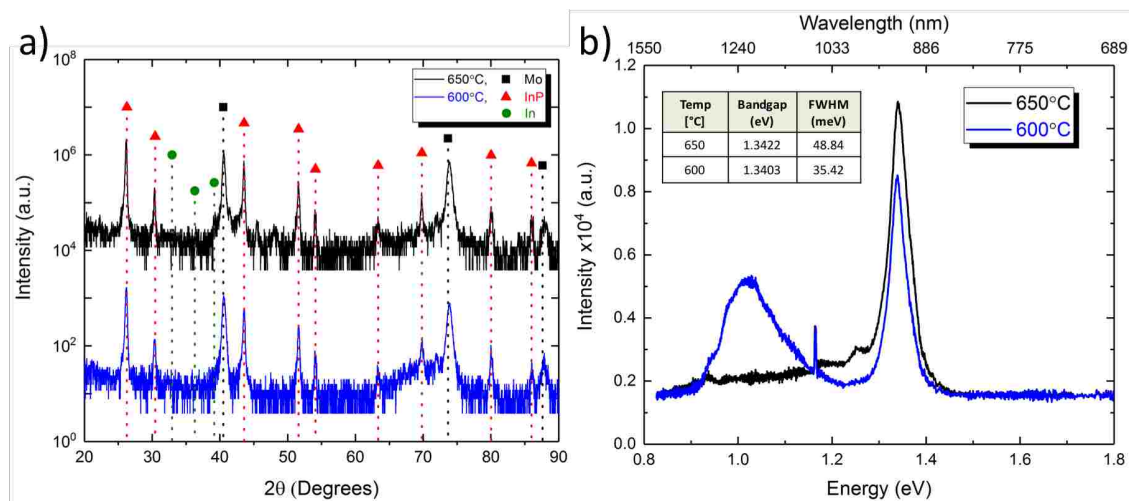 a)
10^8
10^6
10^4
10^2
10^0
Intensity (a.u.)
650°C,
600°C,
Mo
InP
In
20 30 40 50 60 70 80 90
2θ (Degrees)
b)
Wavelength (nm)
1550 1240 1033 886 775 689
1.2
1.0
0.8
0.6
0.4
0.2
0.0
Intensity x10^4 (a.u.)
Temp [°C] Bandgap (eV) FWHM (meV)
650 1.3422 48.84
600 1.3403 35.42
650°C
600°C
0.8 1.0 1.2 1.4 1.6 1.8
Energy (eV)